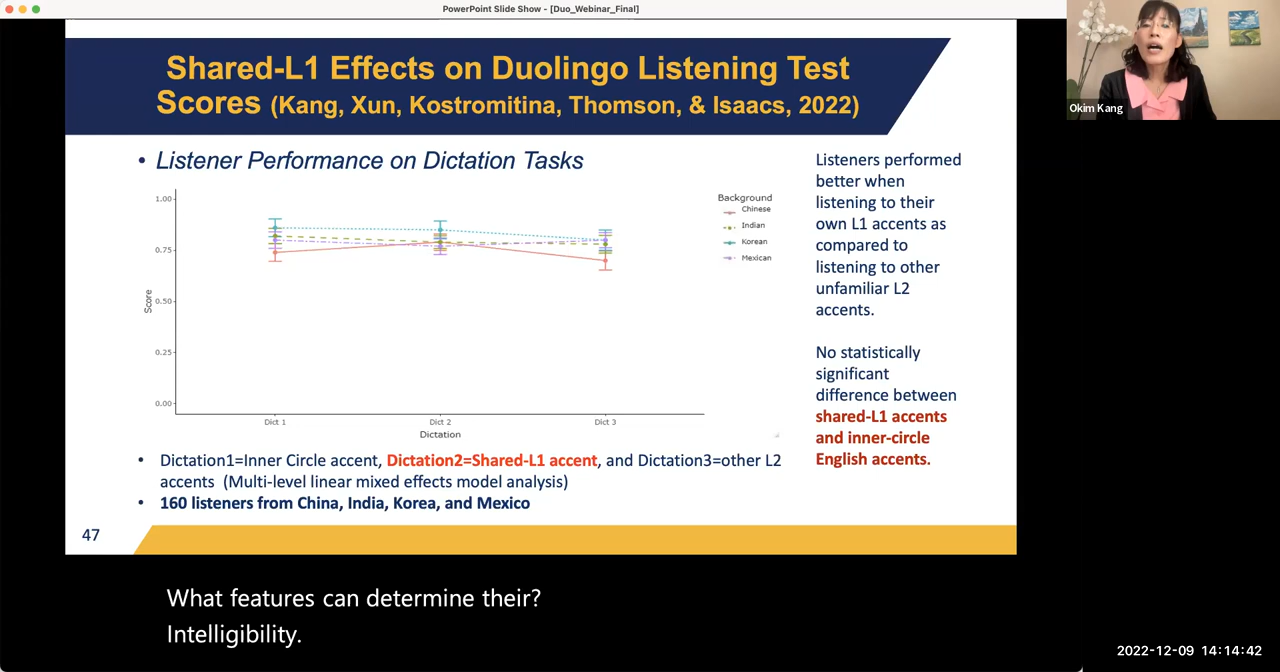 PowerPoint Slide Show - [Duo_Webinar_Final]
Okim Kang
Shared-L1 Effects on Duolingo Listening Test
Scores (Kang, Xun, Kostromitina, Thomson, & Isaacs, 2022)
• Listener Performance on Dictation Tasks
1.00
0.75
0.50
0.25
0.00
Score
Dict 1
Dict 2
Dict 3
Dictation
Background
Chinese
Indian
Korean
Mexican
Listeners performed
better when
listening to their
own L1 accents as
compared to
listening to other
unfamiliar L2
accents.
No statistically
significant
difference between
shared-L1 accents
and inner-circle
English accents.
• Dictation1=Inner Circle accent, Dictation2=Shared-L1 accent, and Dictation3=other L2
accents (Multi-level linear mixed effects model analysis)
• 160 listeners from China, India, Korea, and Mexico
47
What features can determine their?
Intelligibility.
2022-12-09 14:14:42